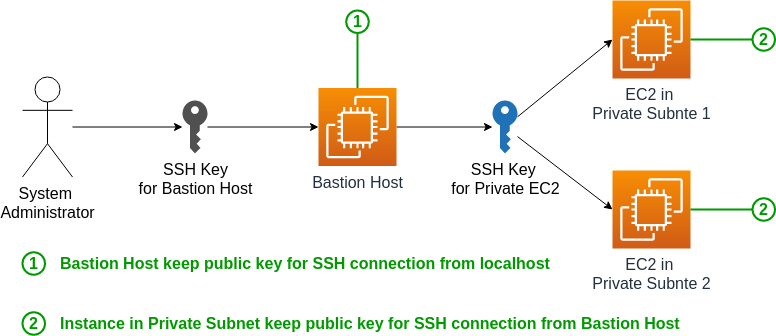 1
2
EC2 in
Private Subnte 1
System
Administrator
SSH Key
for Bastion Host
Bastion Host
SSH Key
for Private EC2
2
EC2 in
Private Subnte 2
1 Bastion Host keep public key for SSH connection from localhost
2 Instance in Private Subnet keep public key for SSH connection from Bastion Host